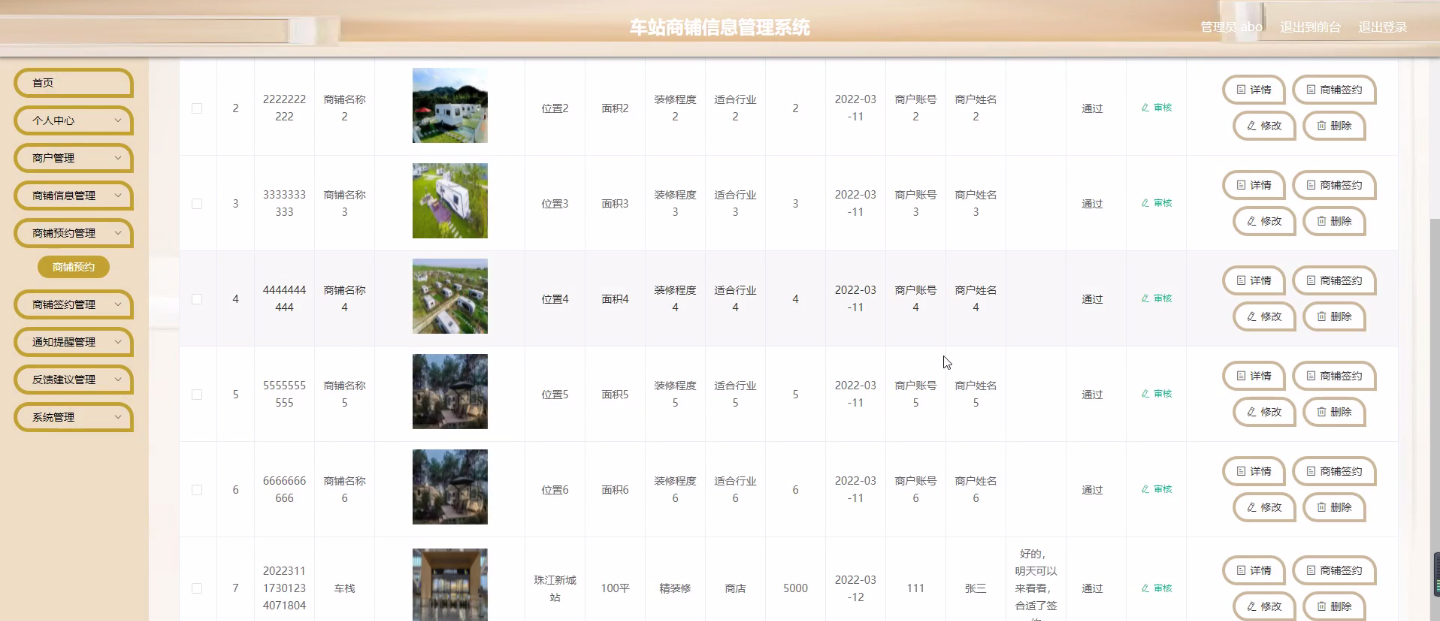 车站商铺信息管理系统
管理员 abo 退出到前台 退出登录
首页
个人中心
商户管理
商铺信息管理
商铺预约管理
商铺预约
商铺签约管理
通知提醒管理
反馈建议管理
系统管理
2 2222222 商铺名称 位置2 面积2 装修程度 适合行业 2 2022-03 商户账号 商户姓名 通过 审核 详情 商铺签约
222 2 2 2 -11 2 2 修改 删除
3 3333333 商铺名称 位置3 面积3 装修程度 适合行业 3 2022-03 商户账号 商户姓名 通过 审核 详情 商铺签约
333 3 3 3 -11 3 3 修改 删除
4 4444444 商铺名称 位置4 面积4 装修程度 适合行业 4 2022-03 商户账号 商户姓名 通过 审核 详情 商铺签约
444 4 4 4 -11 4 4 修改 删除
5 5555555 商铺名称 位置5 面积5 装修程度 适合行业 5 2022-03 商户账号 商户姓名 通过 审核 详情 商铺签约
555 5 5 5 -11 5 5 修改 删除
6 6666666 商铺名称 位置6 面积6 装修程度 适合行业 6 2022-03 商户账号 商户姓名 通过 审核 详情 商铺签约
666 6 6 6 -11 6 6 修改 删除
7 2022311 车栈 珠江新城 100平 精装修 商店 5000 2022-03 111 张三 好的, 通过 审核 详情 商铺签约
1730123 站 -12 明天可以 修改 删除
4071804 来看看,
合适了签